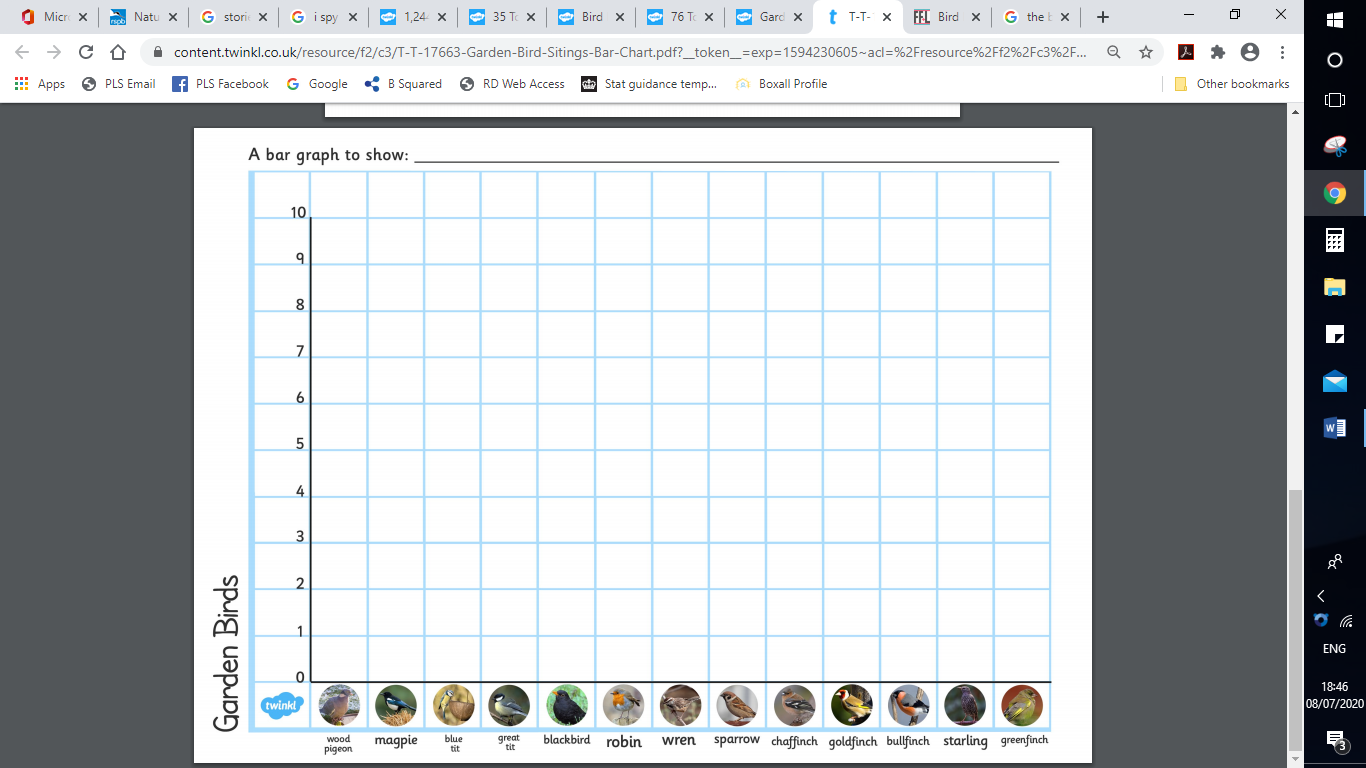 Micr
Natu
stori
i spy
1,24
35 To
Bird
76 To
Gard
T-T-
Bird
the b
content.twinkl.co.uk/resource/f2/c3/T-T-17663-Garden-Bird-Sitings-Bar-Chart.pdf?__token__=exp=1594230605~acl=%2Fresource%2Ff2%2Fc3%2F...
Apps
PLS Email
PLS Facebook
Google
B Squared
RD Web Access
Stat guidance temp...
Boxall Profile
Other bookmarks
A bar graph to show:
10
9
8
7
6
5
4
3
2
1
0
Garden Birds
twinkl
wood
pigeon
magpie
blue
tit
great
tit
blackbird
robin
wren
sparrow
chaffinch
goldfinch
bullfinch
starling
greenfinch
ENG
18:46
08/07/2020
3